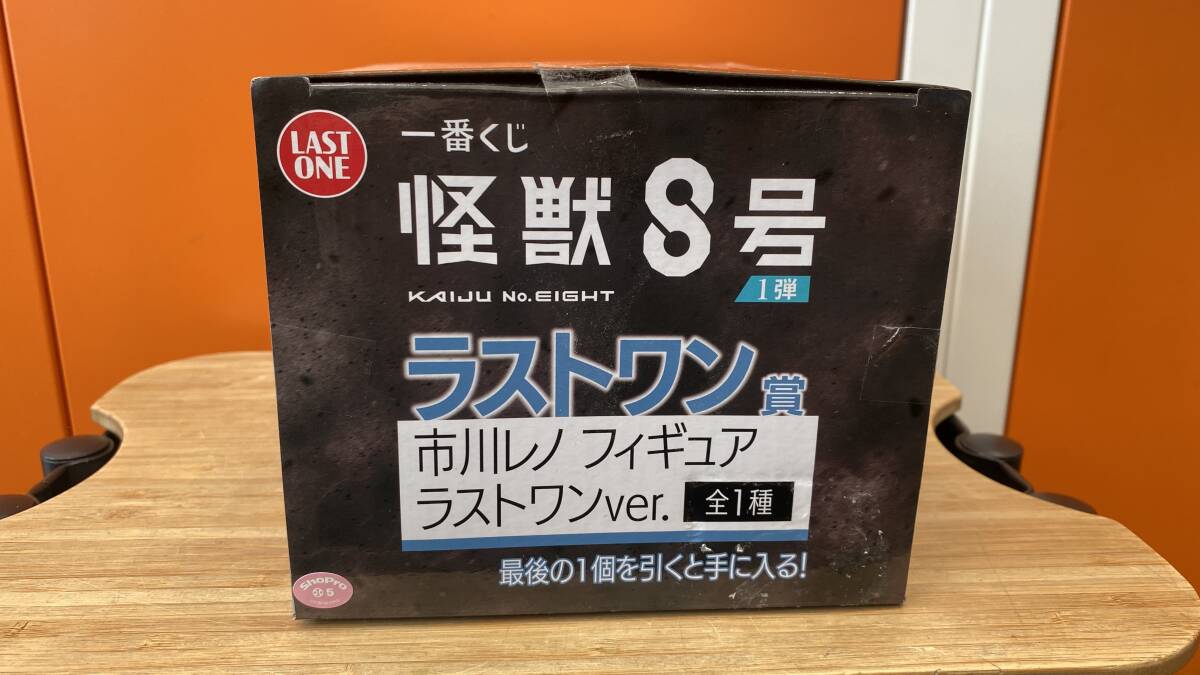 LAST
ONE
一番くじ
怪獣8号
KAIJU No.EIGHT
1弾
ラストワン賞
市川レノ フィギュア
ラストワンver. 全1種
最後の1個を引くと手に入る!
ShoPro
5